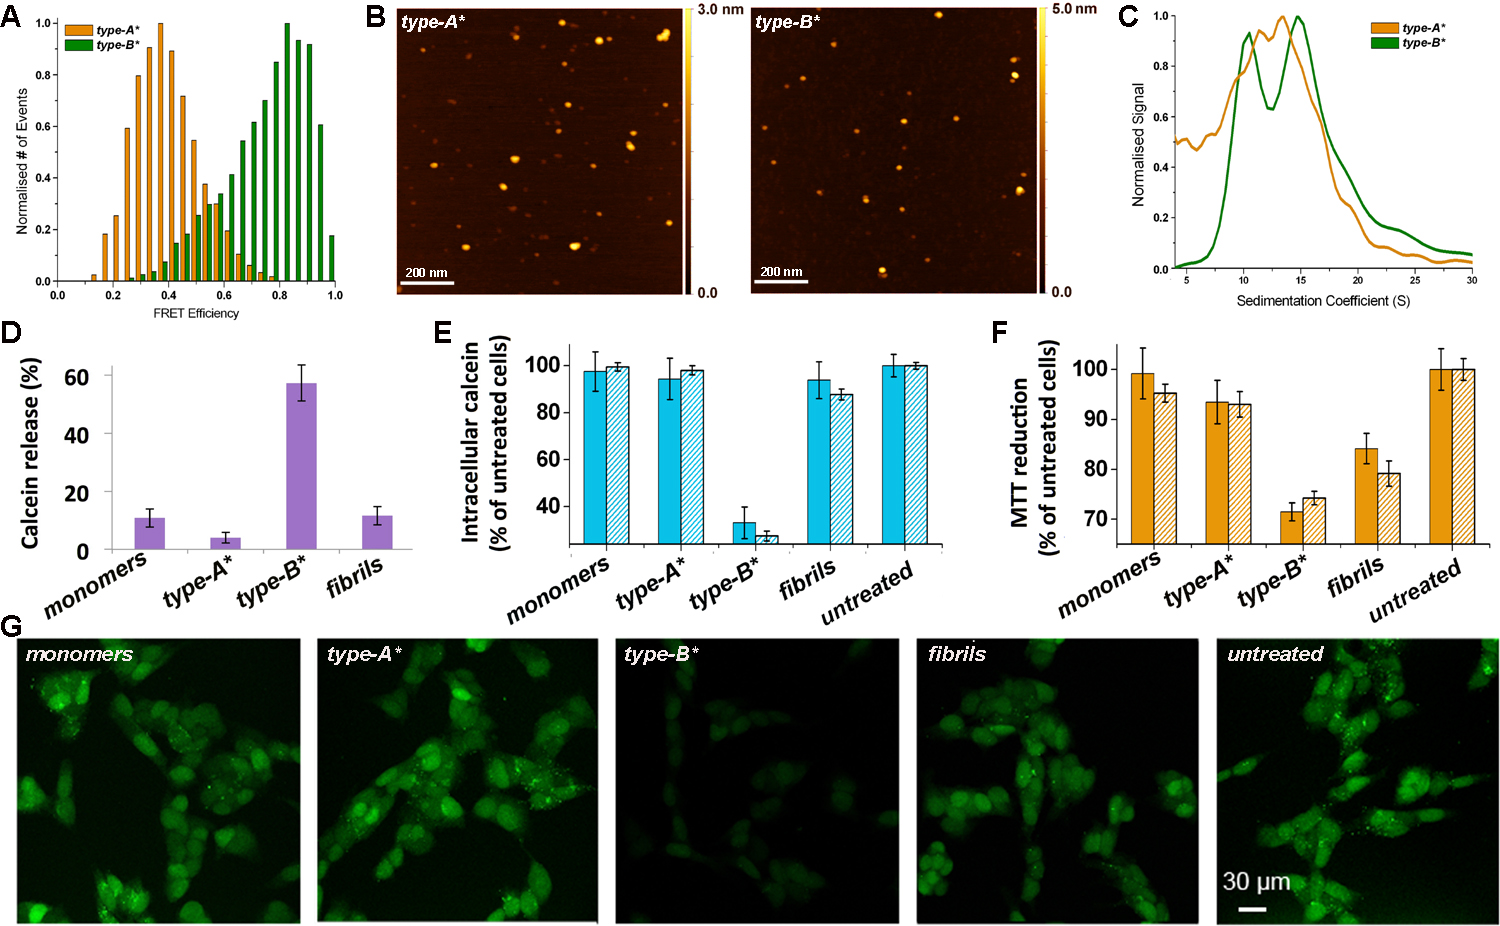 A
type-A*
type-B*
Normalised # of Events
1.0
0.8
0.6
0.4
0.2
0.0
0.0 0.2 0.4 0.6 0.8 1.0
FRET Efficiency
B
type-A*
200 nm
3.0 nm
0.0
type-B*
200 nm
5.0 nm
0.0
C
type-A*
type-B*
Normalised Signal
1.0
0.8
0.6
0.4
0.2
0.0
5 10 15 20 25 30
Sedimentation Coefficient (S)
D
Calcein release (%)
60
40
20
0
monomers type-A* type-B* fibrils
E
Intracellular calcein
(% of untreated cells)
100
80
60
40
monomers type-A* type-B* fibrils untreated
F
MTT reduction
(% of untreated cells)
100
90
80
70
monomers type-A* type-B* fibrils untreated
G
monomers
type-A*
type-B*
fibrils
untreated
30 µm